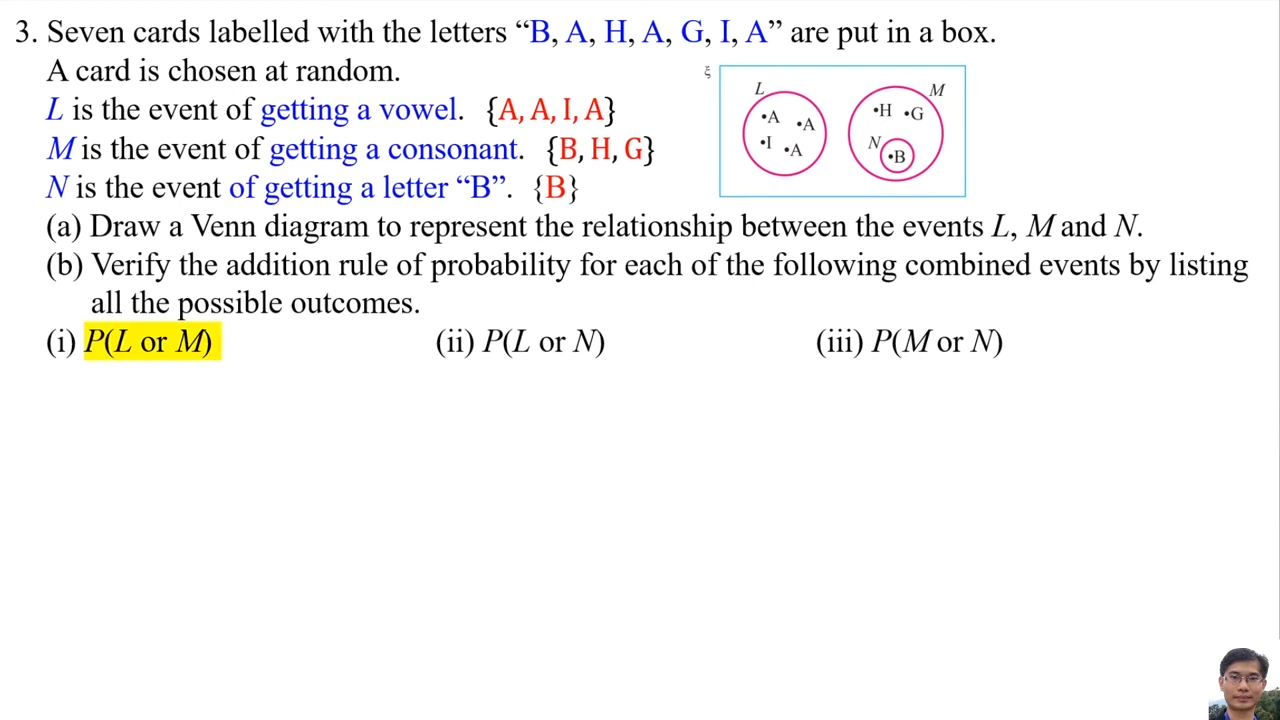 3. Seven cards labelled with the letters “B, A, H, A, G, I, A” are put in a box.
A card is chosen at random.
L is the event of getting a vowel. {A, A, I, A}
M is the event of getting a consonant. {B, H, G}
N is the event of getting a letter “B”. {B}
ξ
L
M
•A •A
•I •A
•H •G
N
•B
(a) Draw a Venn diagram to represent the relationship between the events L, M and N.
(b) Verify the addition rule of probability for each of the following combined events by listing
all the possible outcomes.
(i) P(L or M) (ii) P(L or N) (iii) P(M or N)